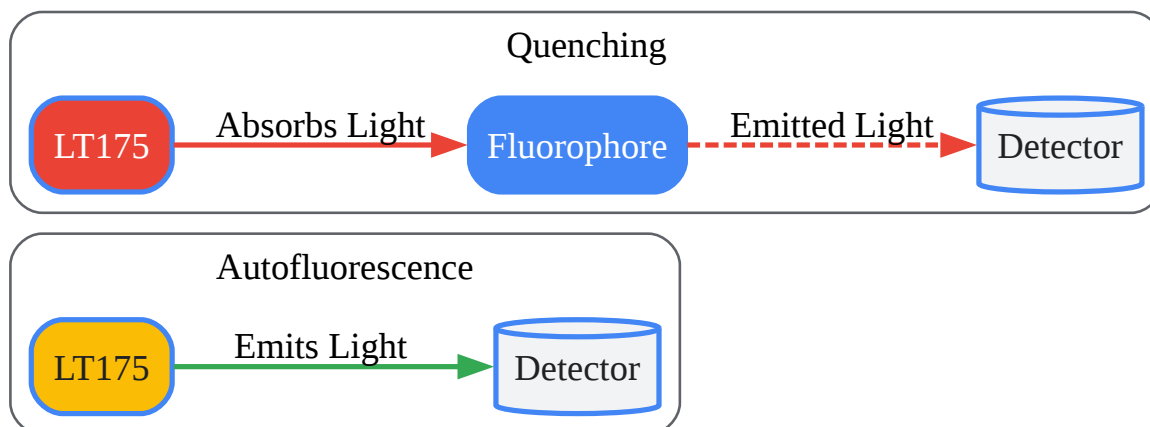 Quenching
LT175
Absorbs Light
Fluorophore
Emitted Light
Detector
Autofluorescence
LT175
Emits Light
Detector